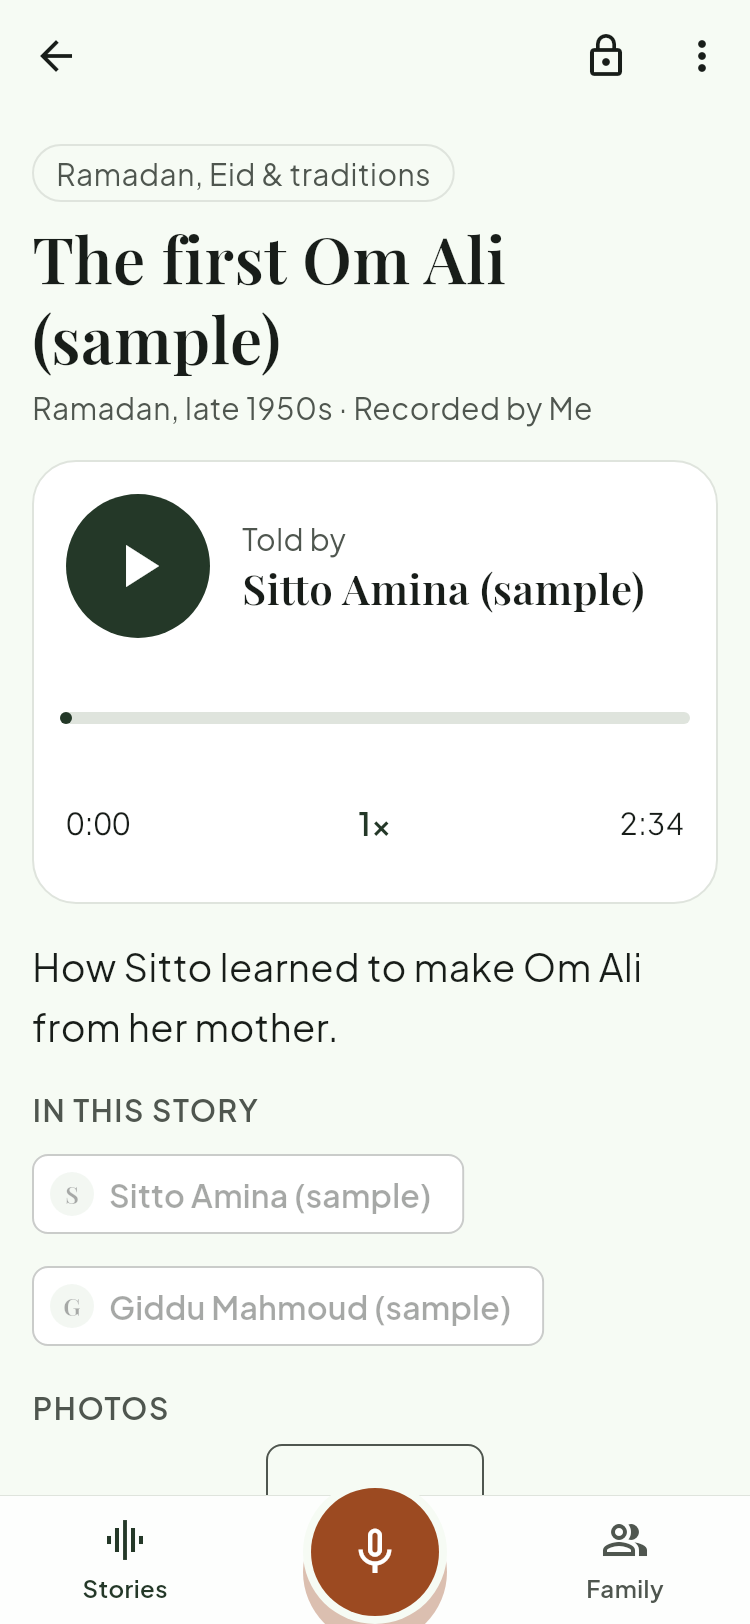 Ramadan, Eid & traditions
The first Om Ali
(sample)
Ramadan, late 1950s · Recorded by Me
Told by
Sitto Amina (sample)
0:00 1× 2:34
How Sitto learned to make Om Ali
from her mother.
IN THIS STORY
S Sitto Amina (sample)
G Giddu Mahmoud (sample)
PHOTOS
Stories Family